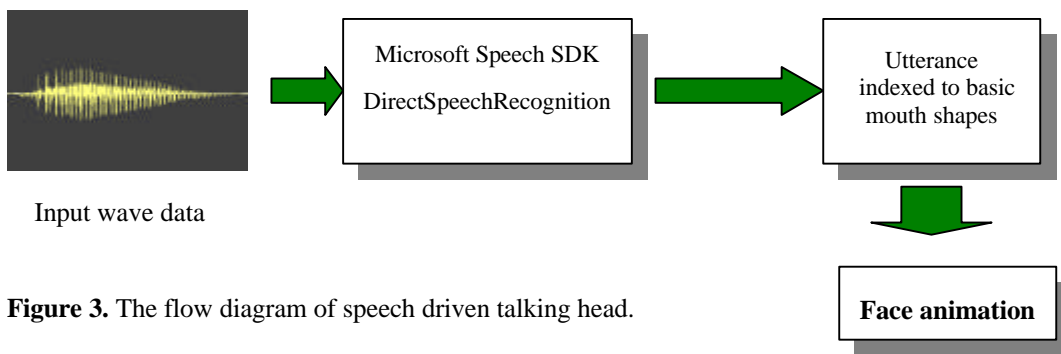 Microsoft Speech SDK
DirectSpeechRecognition
Utterance
indexed to basic
mouth shapes
Input wave data
Face animation
Figure 3. The flow diagram of speech driven talking head.